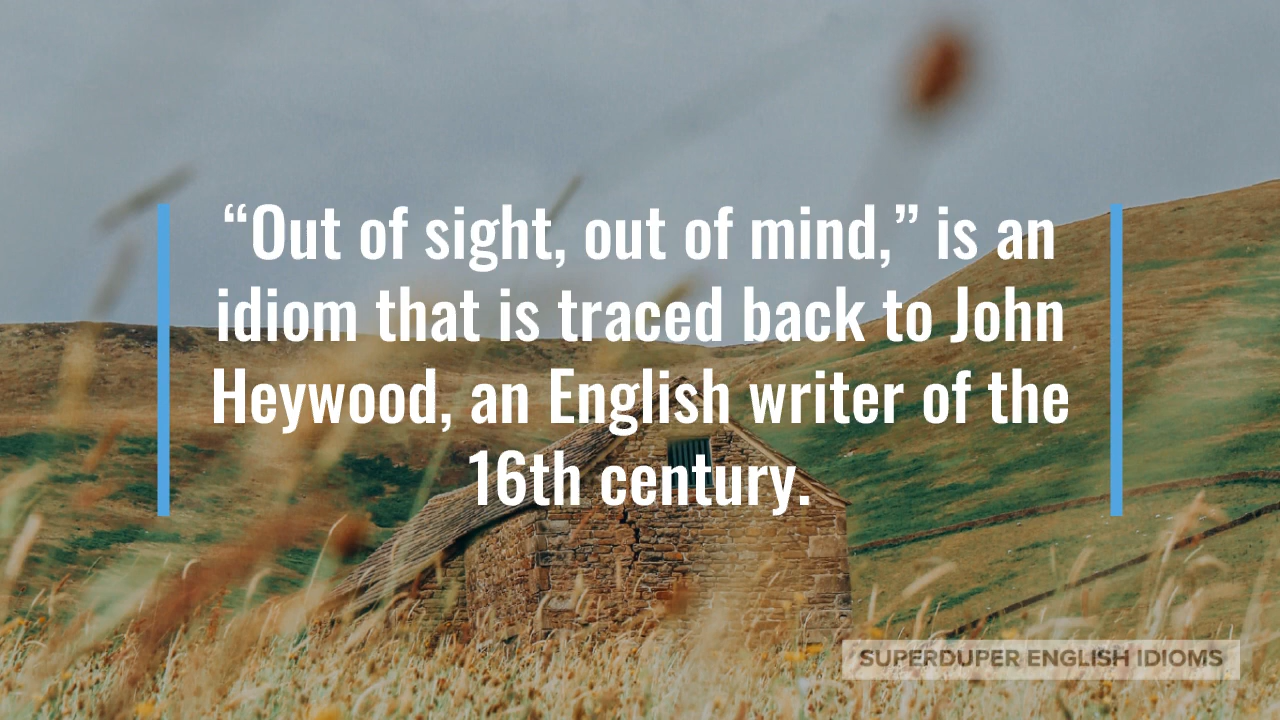 “Out of sight, out of mind,” is an
idiom that is traced back to John
Heywood, an English writer of the
16th century.
SUPERDUPER ENGLISH IDIOMS